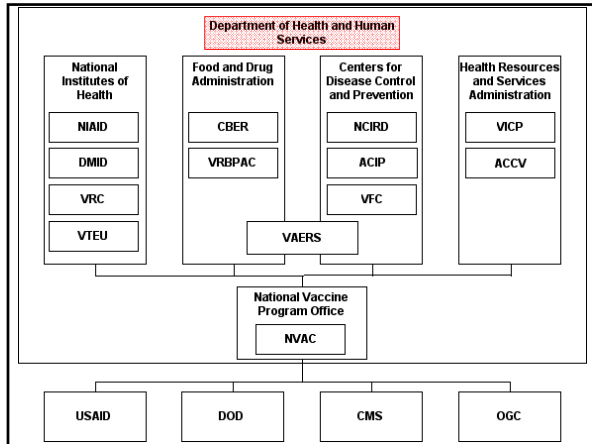 Department of Health and Human
Services
National
Institutes of
Health
NIAID
DMID
VRC
VTEU
Food and Drug
Administration
CBER
VRBPAC
Centers for
Disease Control
and Prevention
NCIRD
ACIP
VFC
Health Resources
and Services
Administration
VICP
ACCV
VAERS
National Vaccine
Program Office
NVAC
USAID
DOD
CMS
OGC